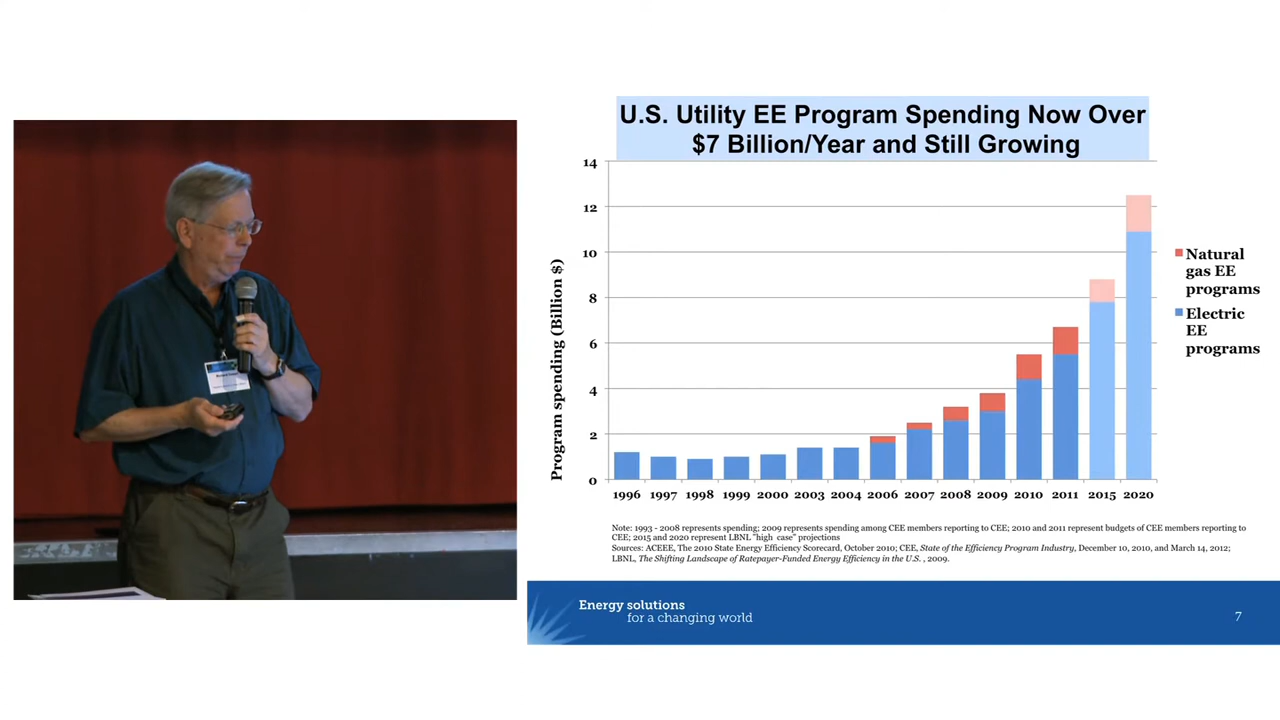 U.S. Utility EE Program Spending Now Over
$7 Billion/Year and Still Growing
Program spending (Billion $)
14
12
10
8
6
4
2
0
1996 1997 1998 1999 2000 2003 2004 2006 2007 2008 2009 2010 2011 2015 2020
Natural
gas EE
programs
Electric
EE
programs
Note: 1993 - 2008 represents spending; 2009 represents spending among CEE members reporting to CEE; 2010 and 2011 represent budgets of CEE members reporting to
CEE; 2015 and 2020 represent LBNL "high case" projections
Sources: ACEEE, The 2010 State Energy Efficiency Scorecard, October 2010; CEE, State of the Efficiency Program Industry, December 10, 2010, and March 14, 2012;
LBNL, The Shifting Landscape of Ratepayer-Funded Energy Efficiency in the U.S. , 2009.
Energy solutions
for a changing world
7